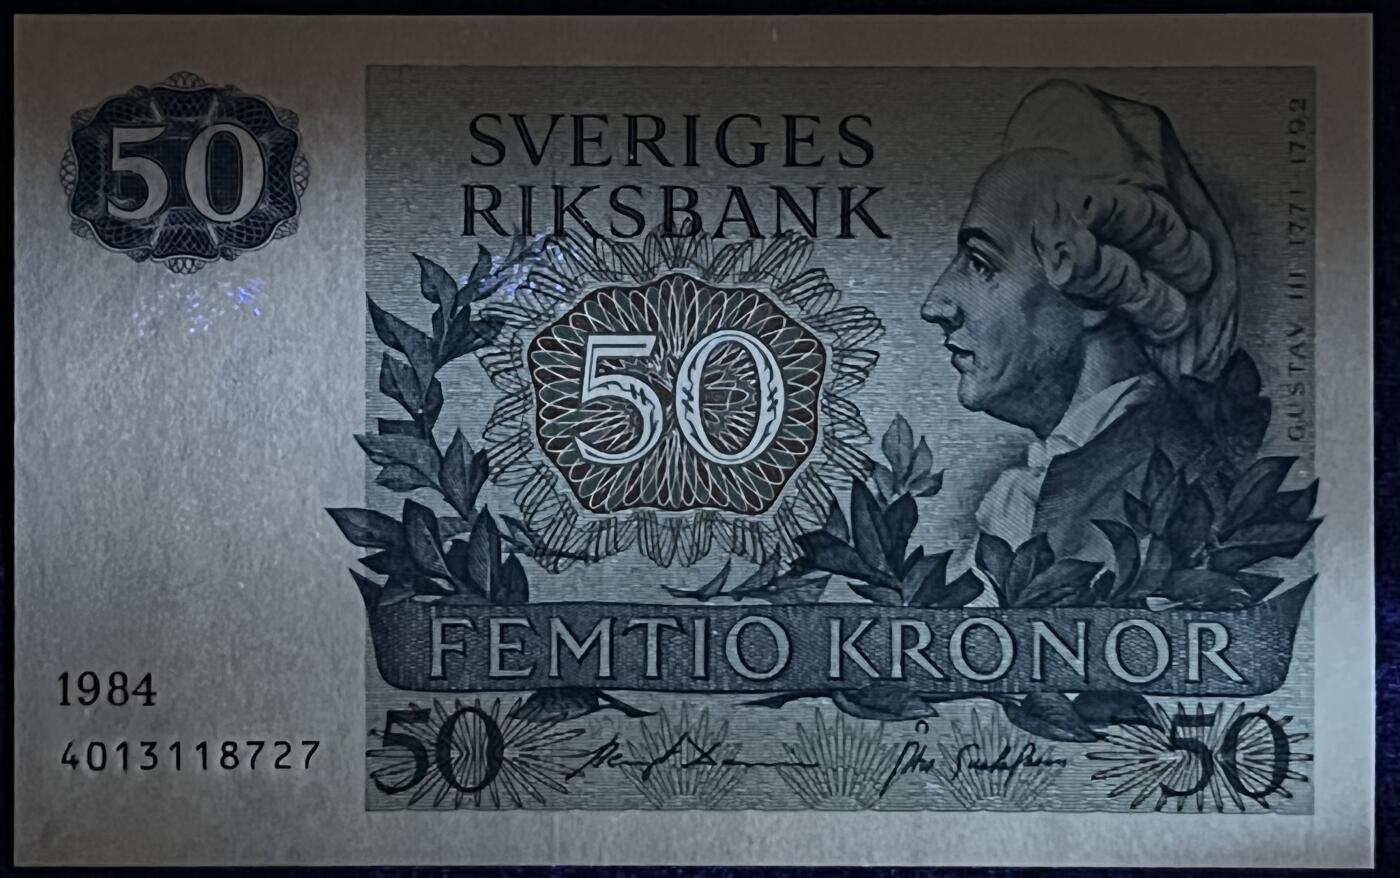 50
SVERIGES
RIKSBANK
GUSTAV III 1771-1792
50
FEMTIO KRONOR
1984
4013118727
50
50